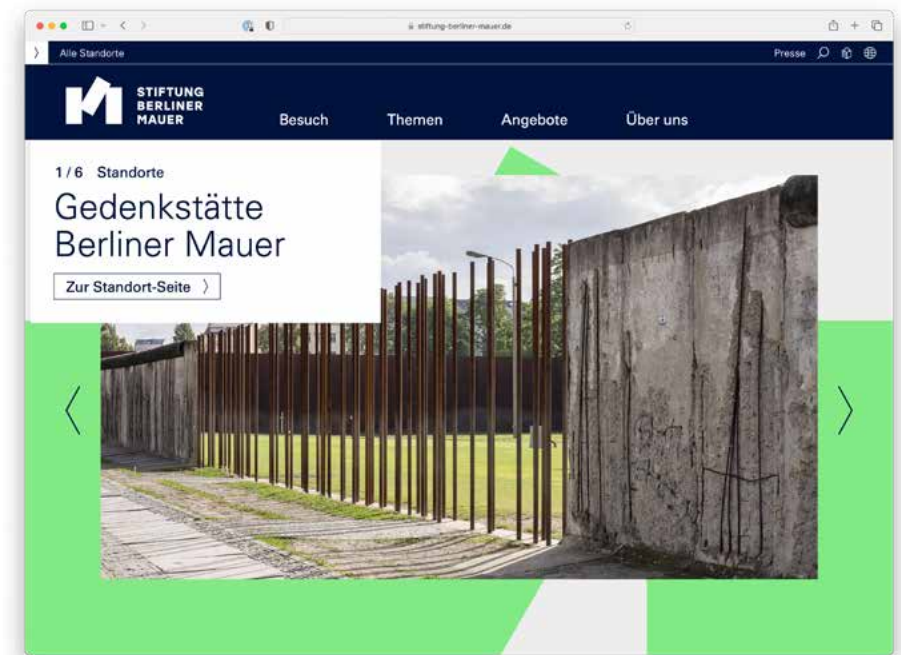 stiftung-berliner-mauer.de
Alle Standorte
Presse
STIFTUNG
BERLINER
MAUER
Besuch Themen Angebote Über uns
1/6 Standorte
Gedenkstätte
Berliner Mauer
Zur Standort-Seite